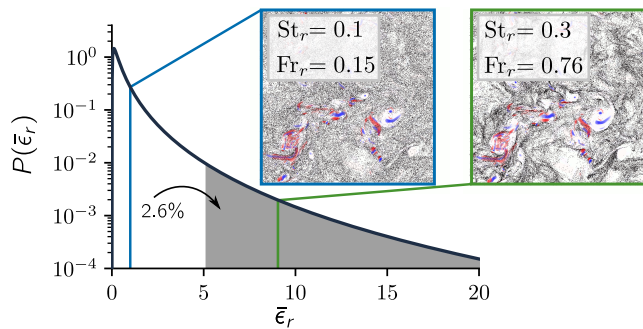 St_r = 0.1
Fr_r = 0.15
St_r = 0.3
Fr_r = 0.76
P(ϵ̄_r)
10^0
10^{-1}
10^{-2}
10^{-3}
10^{-4}
2.6%
0 5 10 15 20
ϵ̄_r